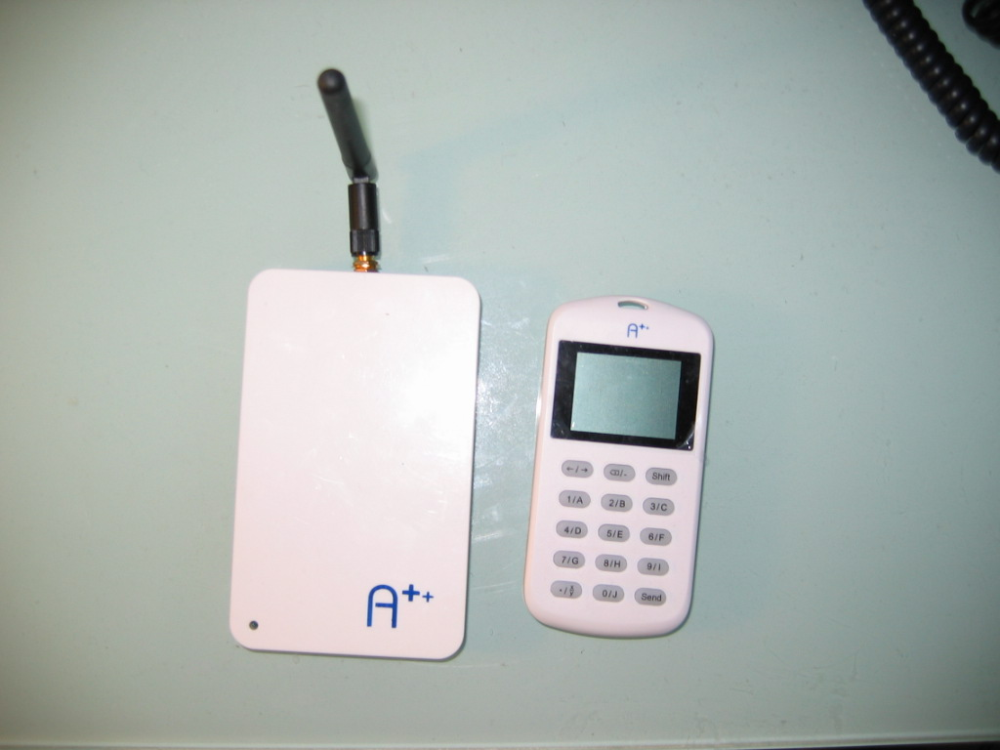 A++
A++
←/→ ⌫/- Shift
1/A 2/B 3/C
4/D 5/E 6/F
7/G 8/H 9/I
0/J Send